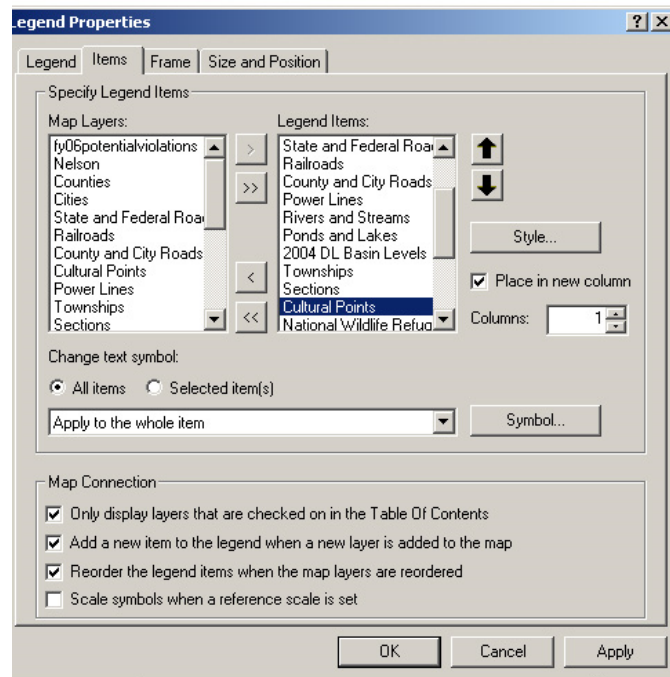 Legend Properties
Legend Items Frame Size and Position
Specify Legend Items
Map Layers:
fy06potentialviolations
Nelson
Counties
Cities
State and Federal Roa
Railroads
County and City Roads
Cultural Points
Power Lines
Townships
Sections
>
>>
<
<<
Legend Items:
State and Federal Roa
Railroads
County and City Roads
Power Lines
Rivers and Streams
Ponds and Lakes
2004 DL Basin Levels
Townships
Sections
Cultural Points
National Wildlife Refug
Style...
Place in new column
Columns: 1
Change text symbol:
All items Selected item(s)
Apply to the whole item
Symbol...
Map Connection
Only display layers that are checked on in the Table Of Contents
Add a new item to the legend when a new layer is added to the map
Reorder the legend items when the map layers are reordered
Scale symbols when a reference scale is set
OK Cancel Apply